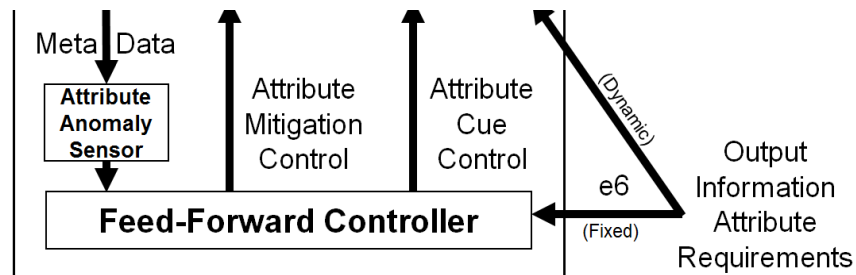 Meta Data
Attribute
Anomaly
Sensor
Attribute
Mitigation
Control
Attribute
Cue
Control
(Dynamic)
e6
(Fixed)
Output
Information
Attribute
Requirements
Feed-Forward Controller